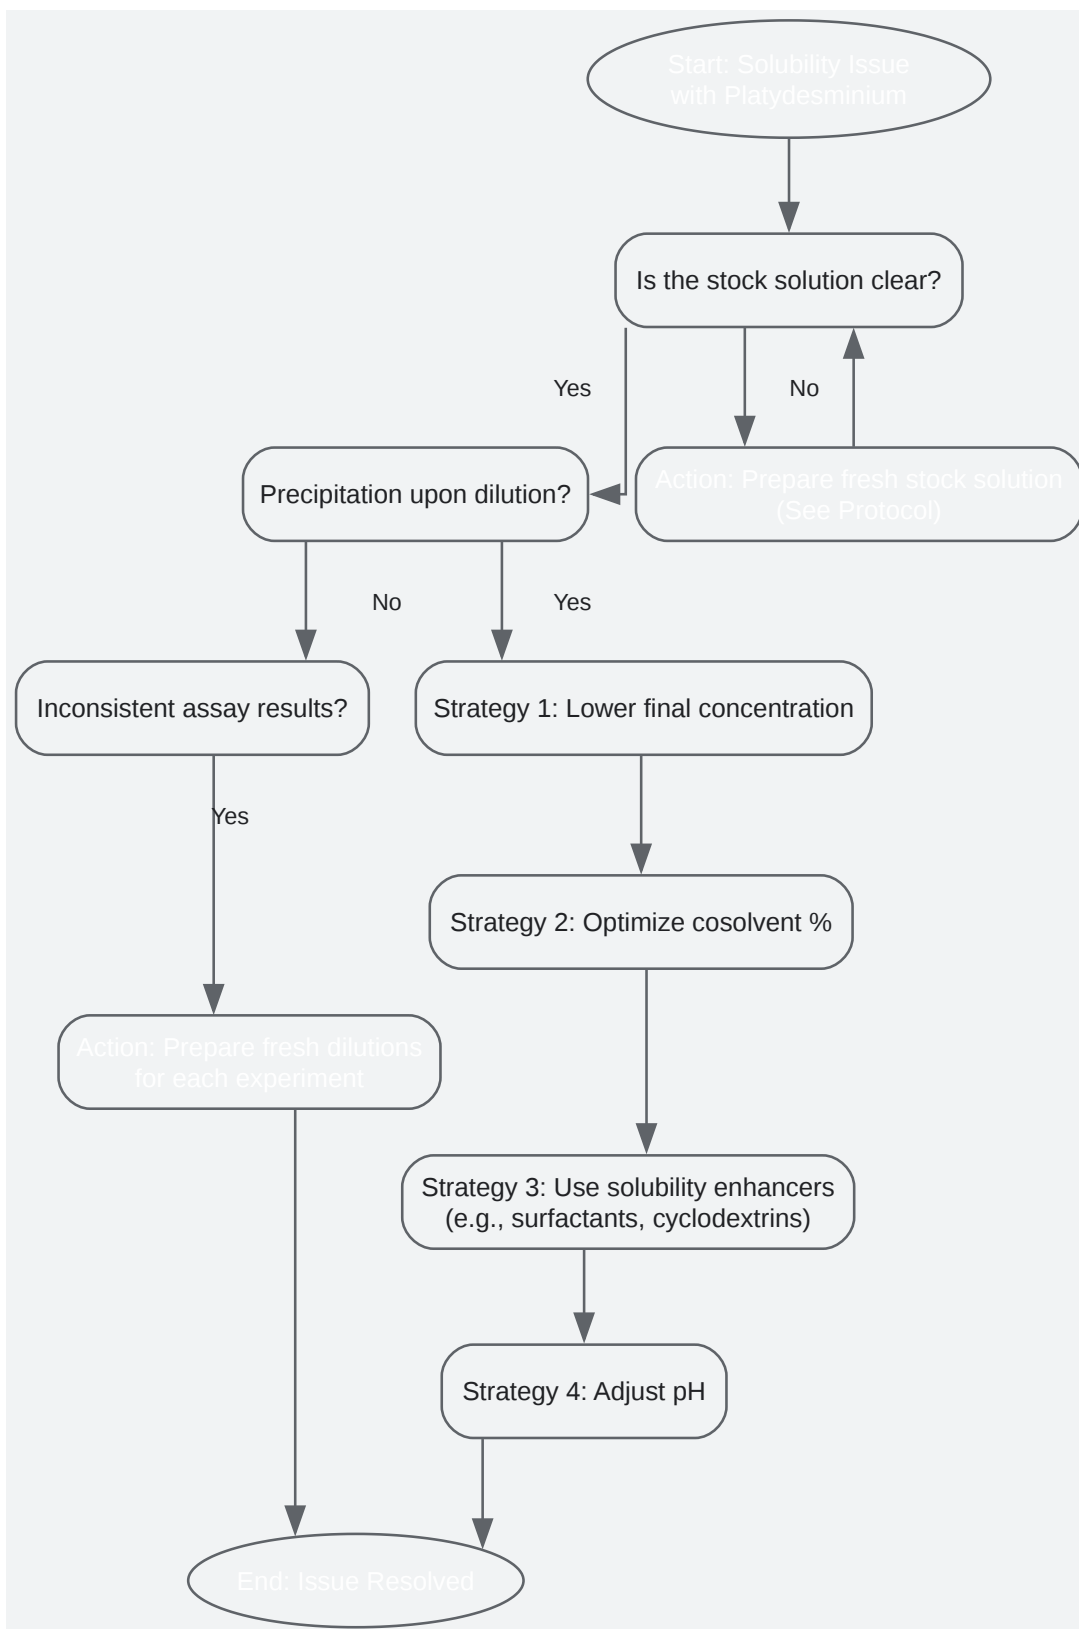 Start: Solubility Issue
with Platydesminium
Is the stock solution clear?
Yes
No
Precipitation upon dilution?
Action: Prepare fresh stock solution
(See Protocol)
No
Yes
Inconsistent assay results?
Strategy 1: Lower final concentration
Yes
Strategy 2: Optimize cosolvent %
Action: Prepare fresh dilutions
for each experiment
Strategy 3: Use solubility enhancers
(e.g., surfactants, cyclodextrins)
Strategy 4: Adjust pH
End: Issue Resolved